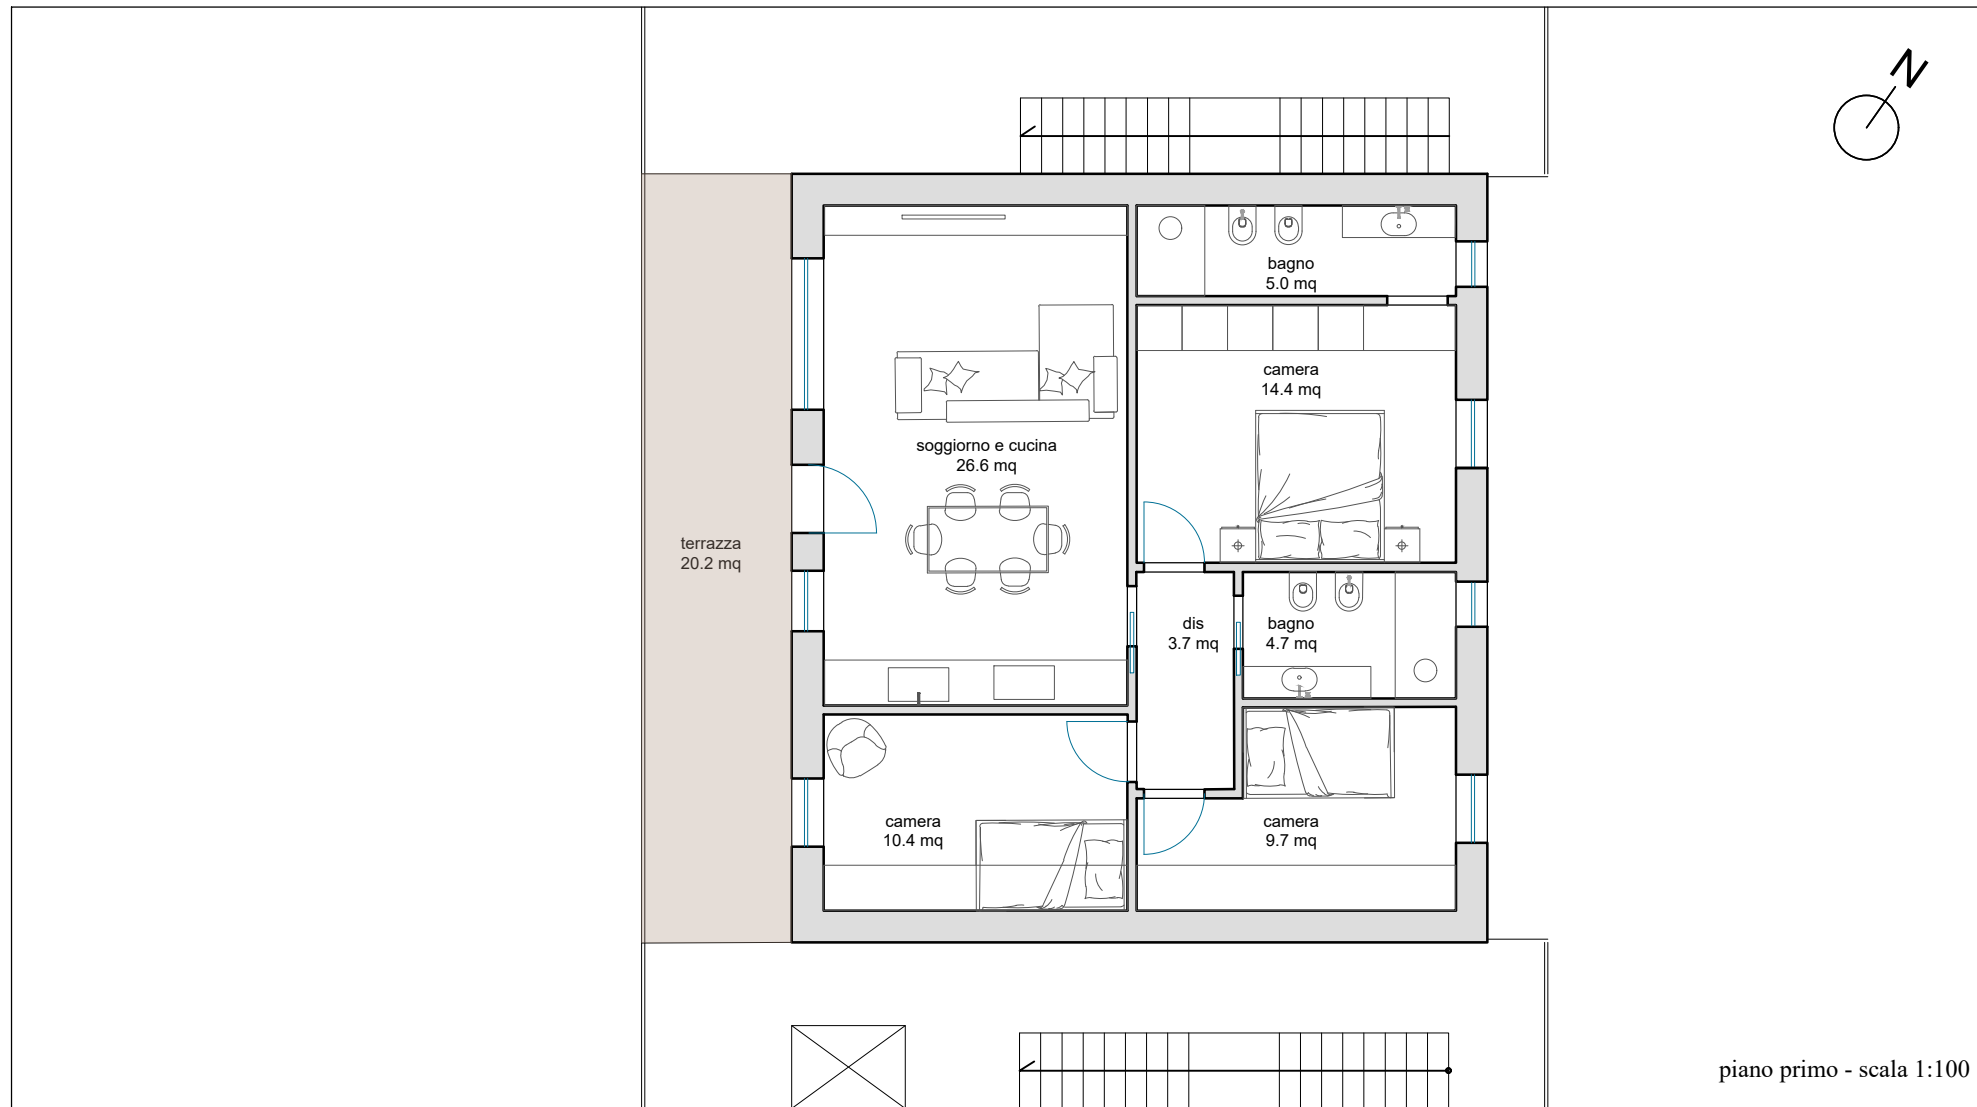 N
bagno
5.0 mq
camera
14.4 mq
soggiorno e cucina
26.6 mq
terrazza
20.2 mq
dis
3.7 mq
bagno
4.7 mq
camera
10.4 mq
camera
9.7 mq
piano primo - scala 1:100